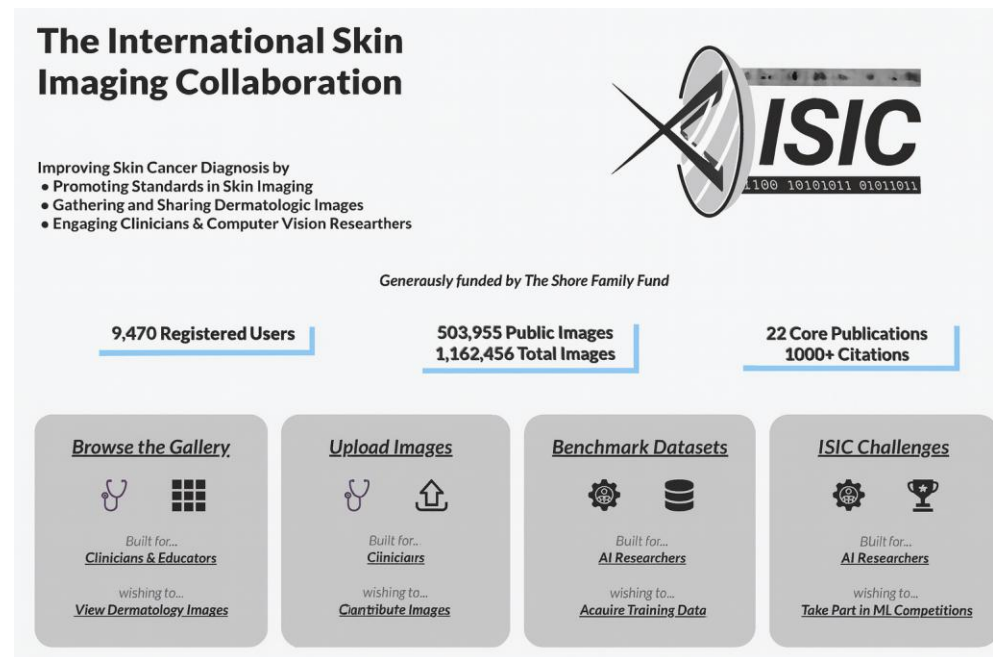 The International Skin
Imaging Collaboration
ISIC
1100 10101011 01011011
Improving Skin Cancer Diagnosis by
• Promoting Standards in Skin Imaging
• Gathering and Sharing Dermatologic Images
• Engaging Clinicians & Computer Vision Researthers
Generausly funded by The Shore Family Fund
9,470 Registered Users
503,955 Public Images
1,162,456 Total Images
22 Core Publications
1000+ Citations
Browse the Gallery
Built for...
Clinicians & Educators
wishing to...
View Dermatology Images
Upload Images
Built for...
Ciiniciairs
wishing to...
Ciantribute Images
Benchmark Datasets
Built for...
AI Researchers
wishing to...
Acauire Training Data
ISIC Challenges
BUilt for...
AI Researchers
wishing to...
Take Part in ML Competitions